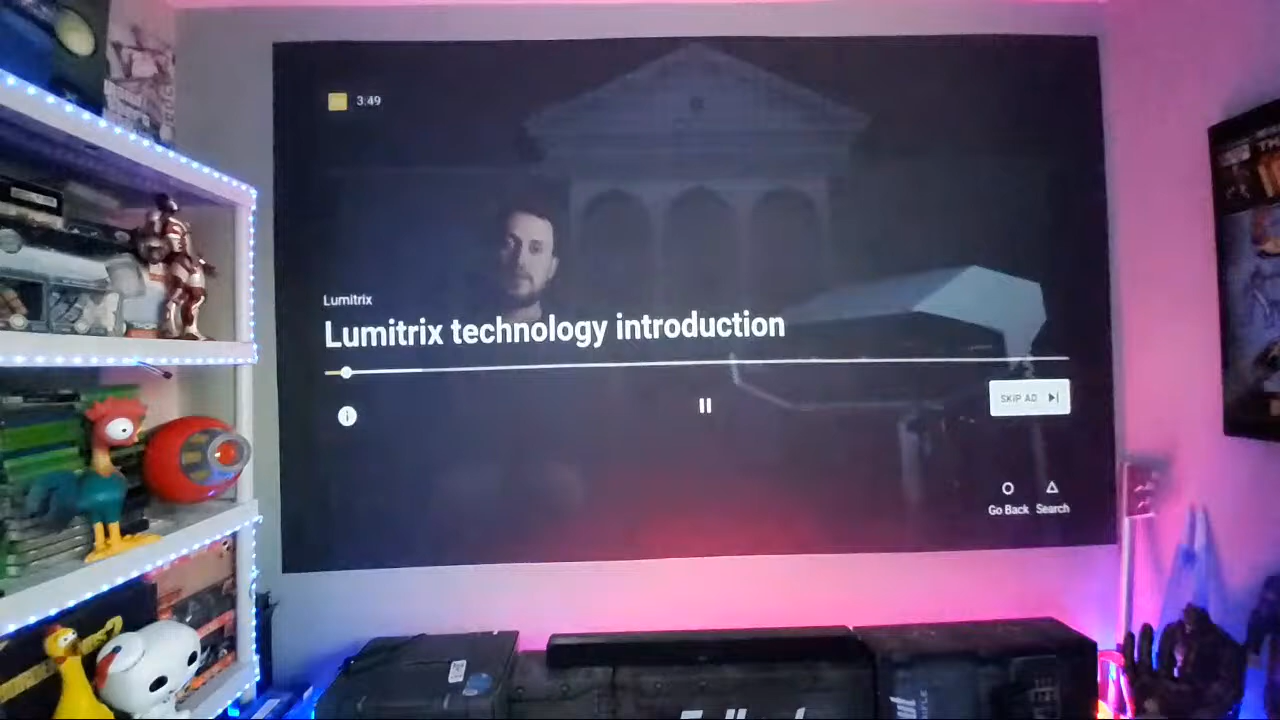 3:49
Lumitrix
Lumitrix technology introduction
SKIP AD
Go Back Search